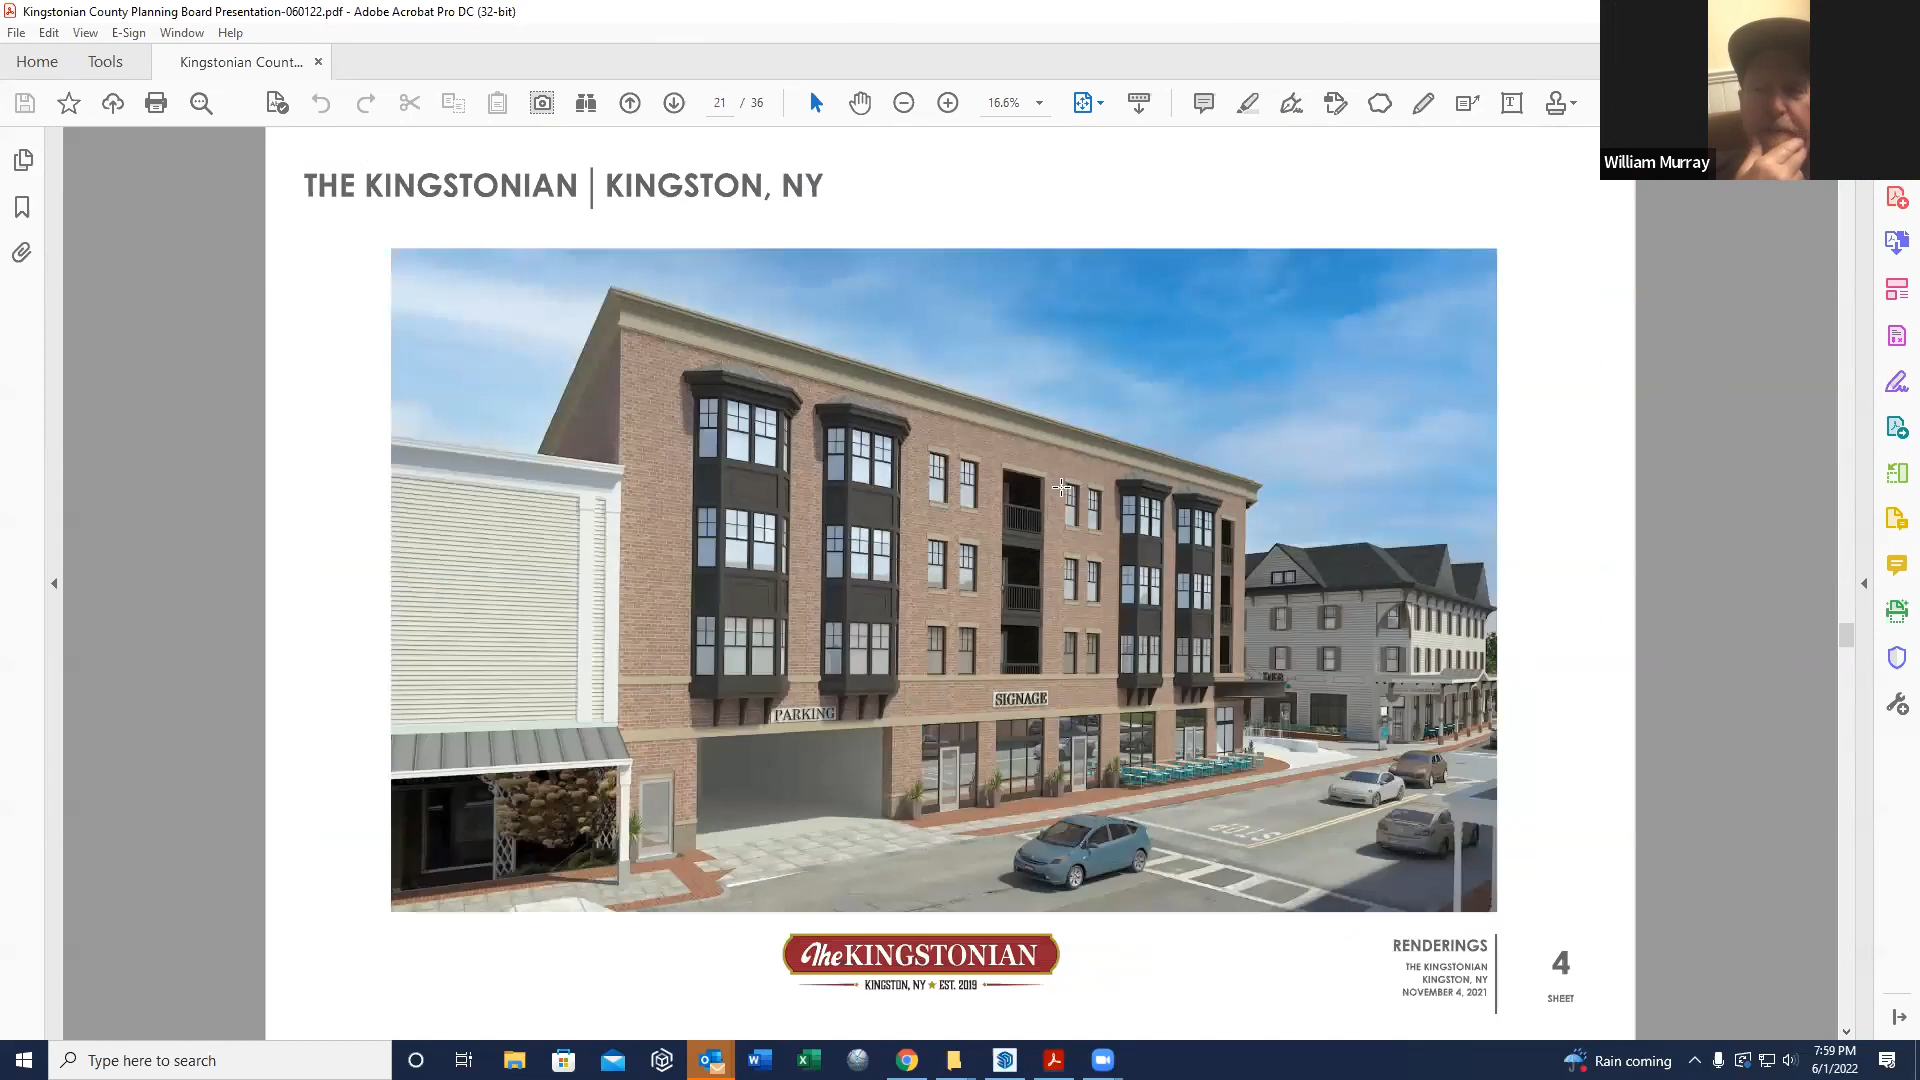 Kingstonian County Planning Board Presentation-060122.pdf - Adobe Acrobat Pro DC (32-bit)
File Edit View E-Sign Window Help
Home Tools Kingstonian Count... ×
21 / 36 16.6%
William Murray
THE KINGSTONIAN | KINGSTON, NY
PARKING
SIGNAGE
STOP
The KINGSTONIAN
KINGSTON, NY ★ EST. 2019
RENDERINGS
THE KINGSTONIAN
KINGSTON, NY
NOVEMBER 4, 2021
4
SHEET
Type here to search
Rain coming
7:59 PM
6/1/2022